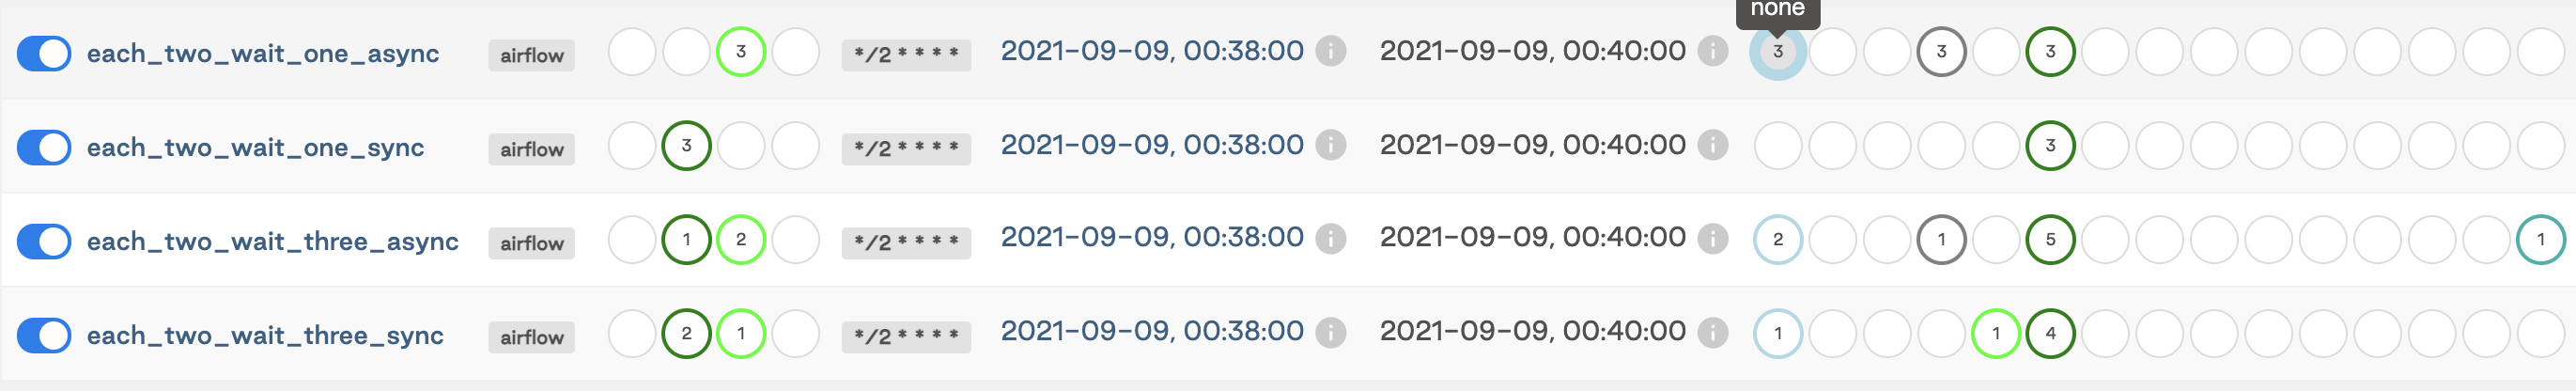 none
each_two_wait_one_async airflow 3 */2 * * * * 2021-09-09, 00:38:00 i 2021-09-09, 00:40:00 i 3 3 3
each_two_wait_one_sync airflow 3 */2 * * * * 2021-09-09, 00:38:00 i 2021-09-09, 00:40:00 i 3
each_two_wait_three_async airflow 1 2 */2 * * * * 2021-09-09, 00:38:00 i 2021-09-09, 00:40:00 i 2 1 5 1
each_two_wait_three_sync airflow 2 1 */2 * * * * 2021-09-09, 00:38:00 i 2021-09-09, 00:40:00 i 1 1 4